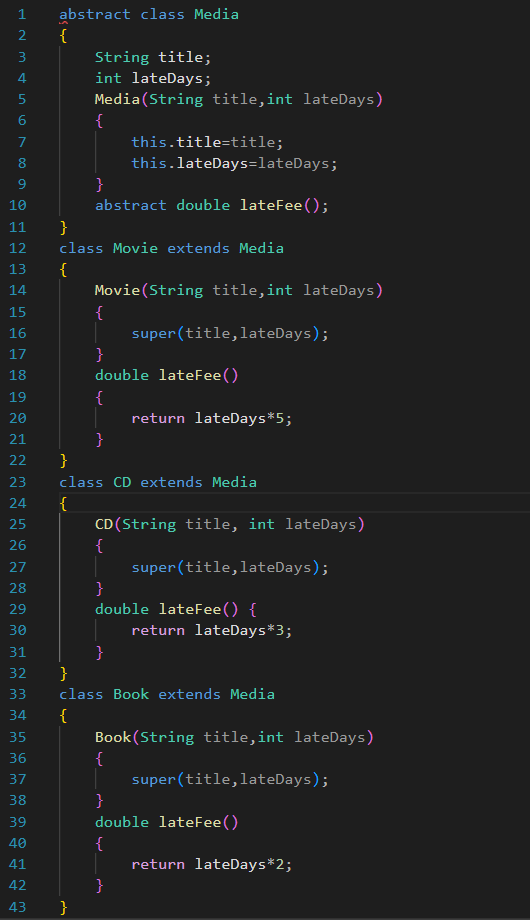 1 abstract class Media
2 {
3     String title;
4     int lateDays;
5     Media(String title,int lateDays)
6     {
7         this.title=title;
8         this.lateDays=lateDays;
9     }
10     abstract double lateFee();
11 }
12 class Movie extends Media
13 {
14     Movie(String title,int lateDays)
15     {
16         super(title,lateDays);
17     }
18     double lateFee()
19     {
20         return lateDays*5;
21     }
22 }
23 class CD extends Media
24 {
25     CD(String title, int lateDays)
26     {
27         super(title,lateDays);
28     }
29     double lateFee() {
30         return lateDays*3;
31     }
32 }
33 class Book extends Media
34 {
35     Book(String title,int lateDays)
36     {
37         super(title,lateDays);
38     }
39     double lateFee()
40     {
41         return lateDays*2;
42     }
43 }